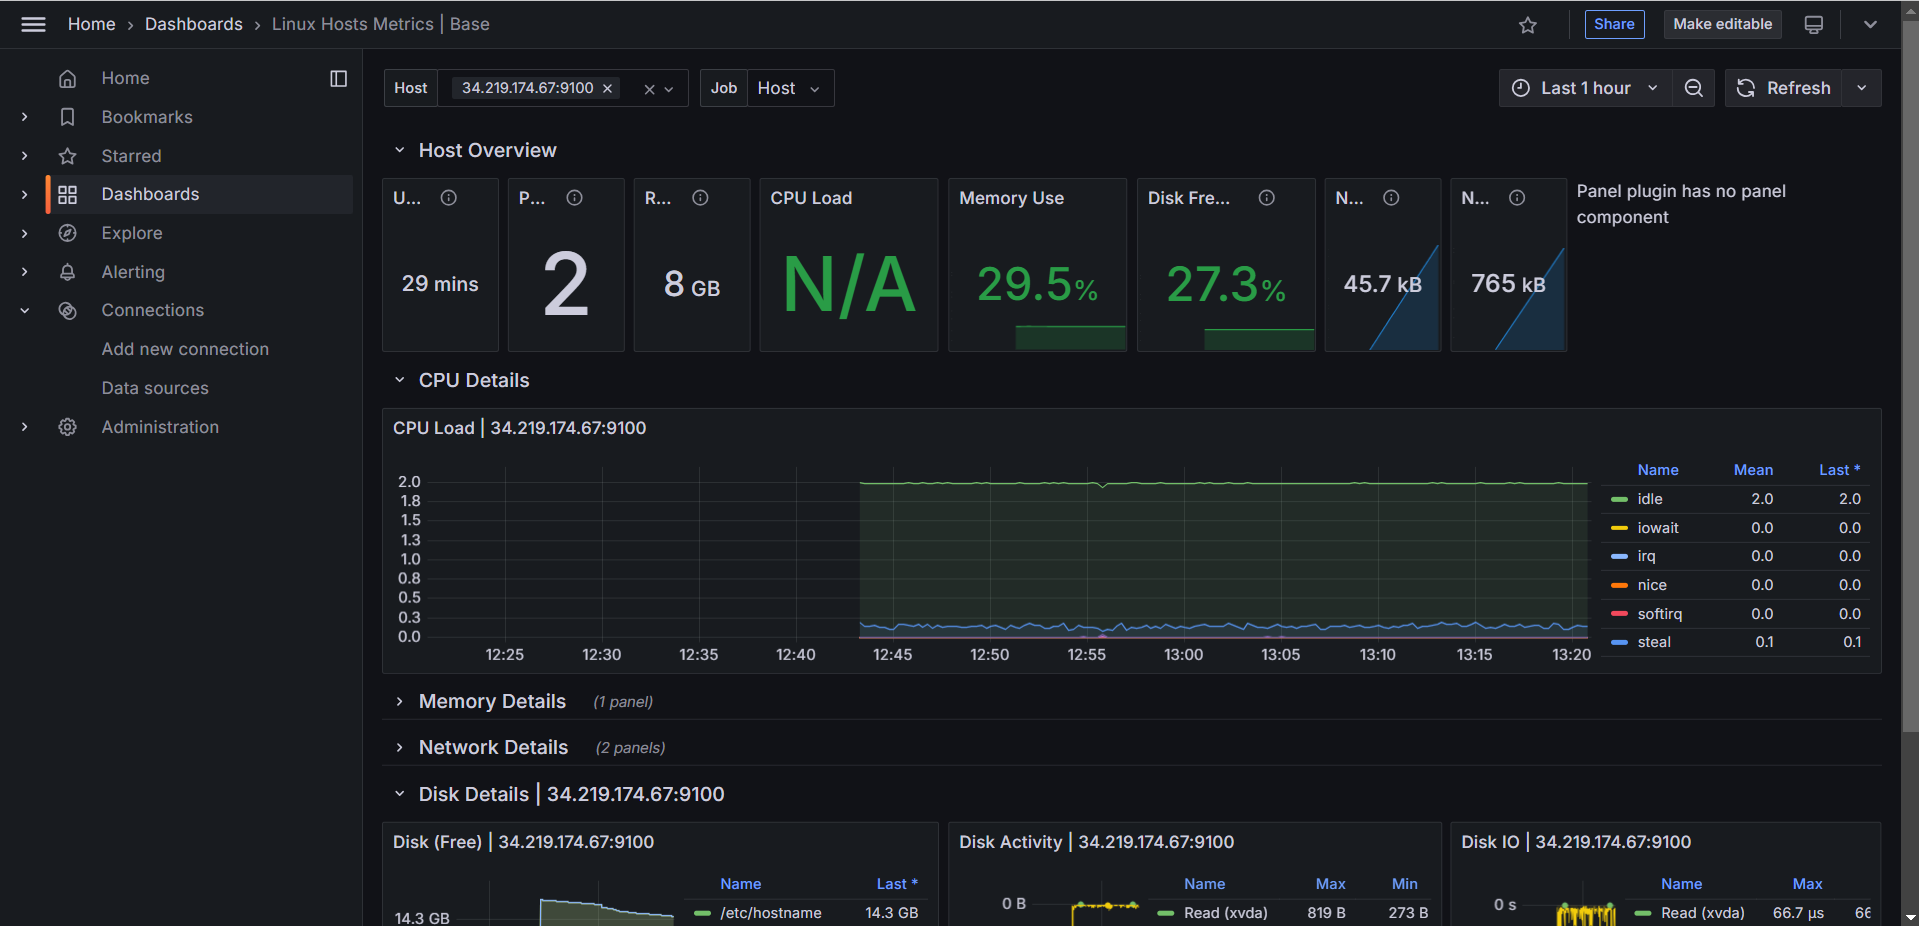 Home › Dashboards › Linux Hosts Metrics | Base
Share
Make editable
Home
Bookmarks
Starred
Dashboards
Explore
Alerting
Connections
Add new connection
Data sources
Administration
Host 34.219.174.67:9100
Job Host
Last 1 hour
Refresh
Host Overview
U...
29 mins
P...
2
R...
8 GB
CPU Load
N/A
Memory Use
29.5%
Disk Fre...
27.3%
N...
45.7 kB
N...
765 kB
Panel plugin has no panel
component
CPU Details
CPU Load | 34.219.174.67:9100
2.0
1.8
1.5
1.3
1.0
0.8
0.5
0.3
0.0
12:25 12:30 12:35 12:40 12:45 12:50 12:55 13:00 13:05 13:10 13:15 13:20
Name Mean Last *
idle 2.0 2.0
iowait 0.0 0.0
irq 0.0 0.0
nice 0.0 0.0
softirq 0.0 0.0
steal 0.1 0.1
Memory Details (1 panel)
Network Details (2 panels)
Disk Details | 34.219.174.67:9100
Disk (Free) | 34.219.174.67:9100
14.3 GB
Name Last *
/etc/hostname 14.3 GB
Disk Activity | 34.219.174.67:9100
0 B
Name Max Min
Read (xvda) 819 B 273 B
Disk IO | 34.219.174.67:9100
0 s
Name Max
Read (xvda) 66.7 µs 66